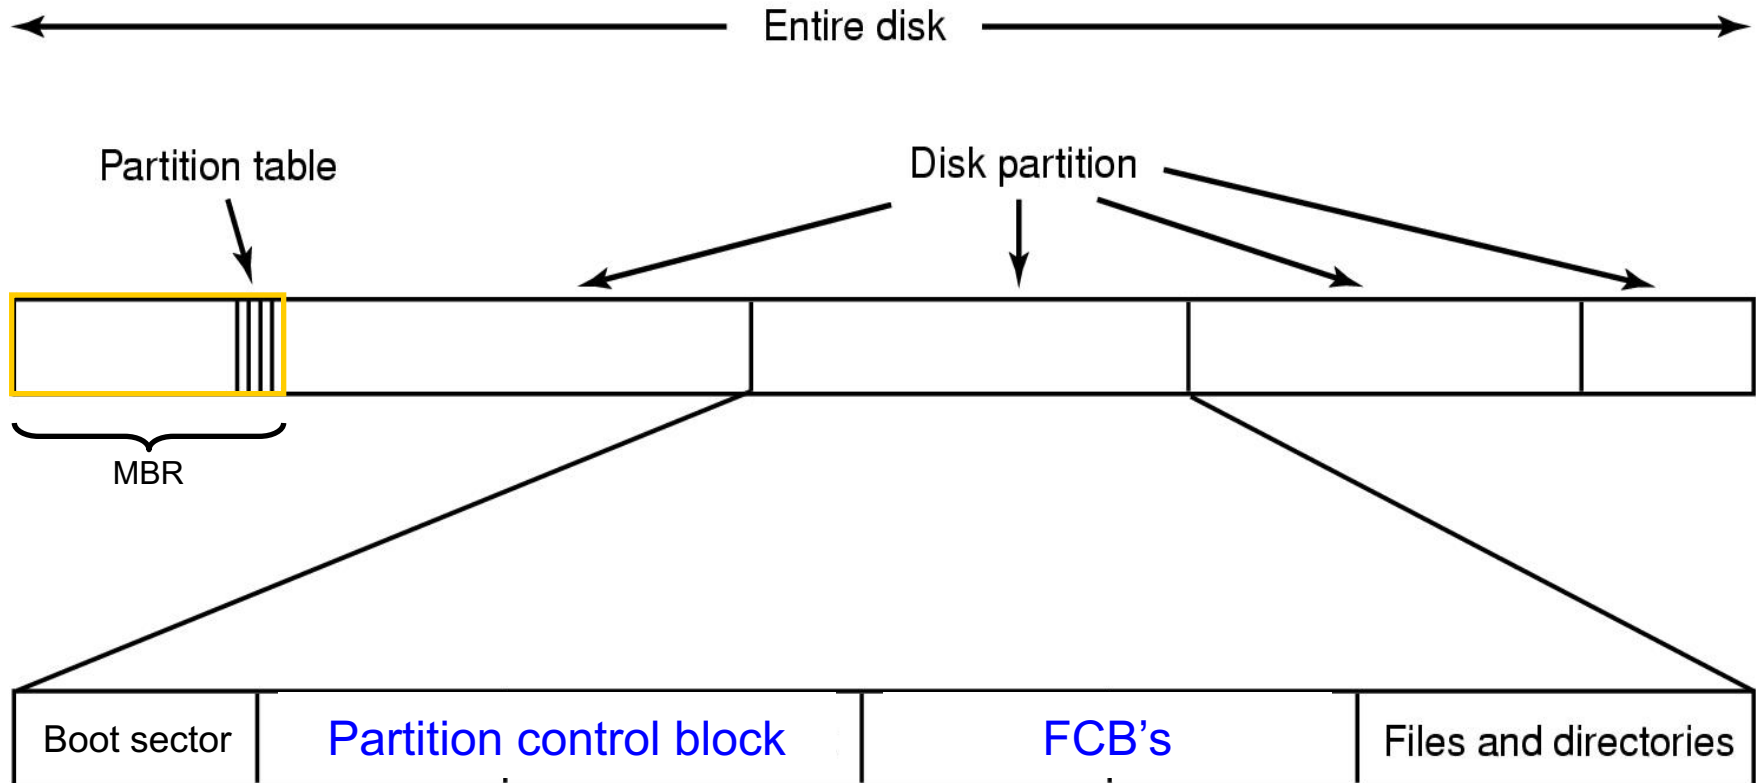 Entire disk
Partition table
Disk partition
MBR
Boot sector
Partition control block
FCB's
Files and directories